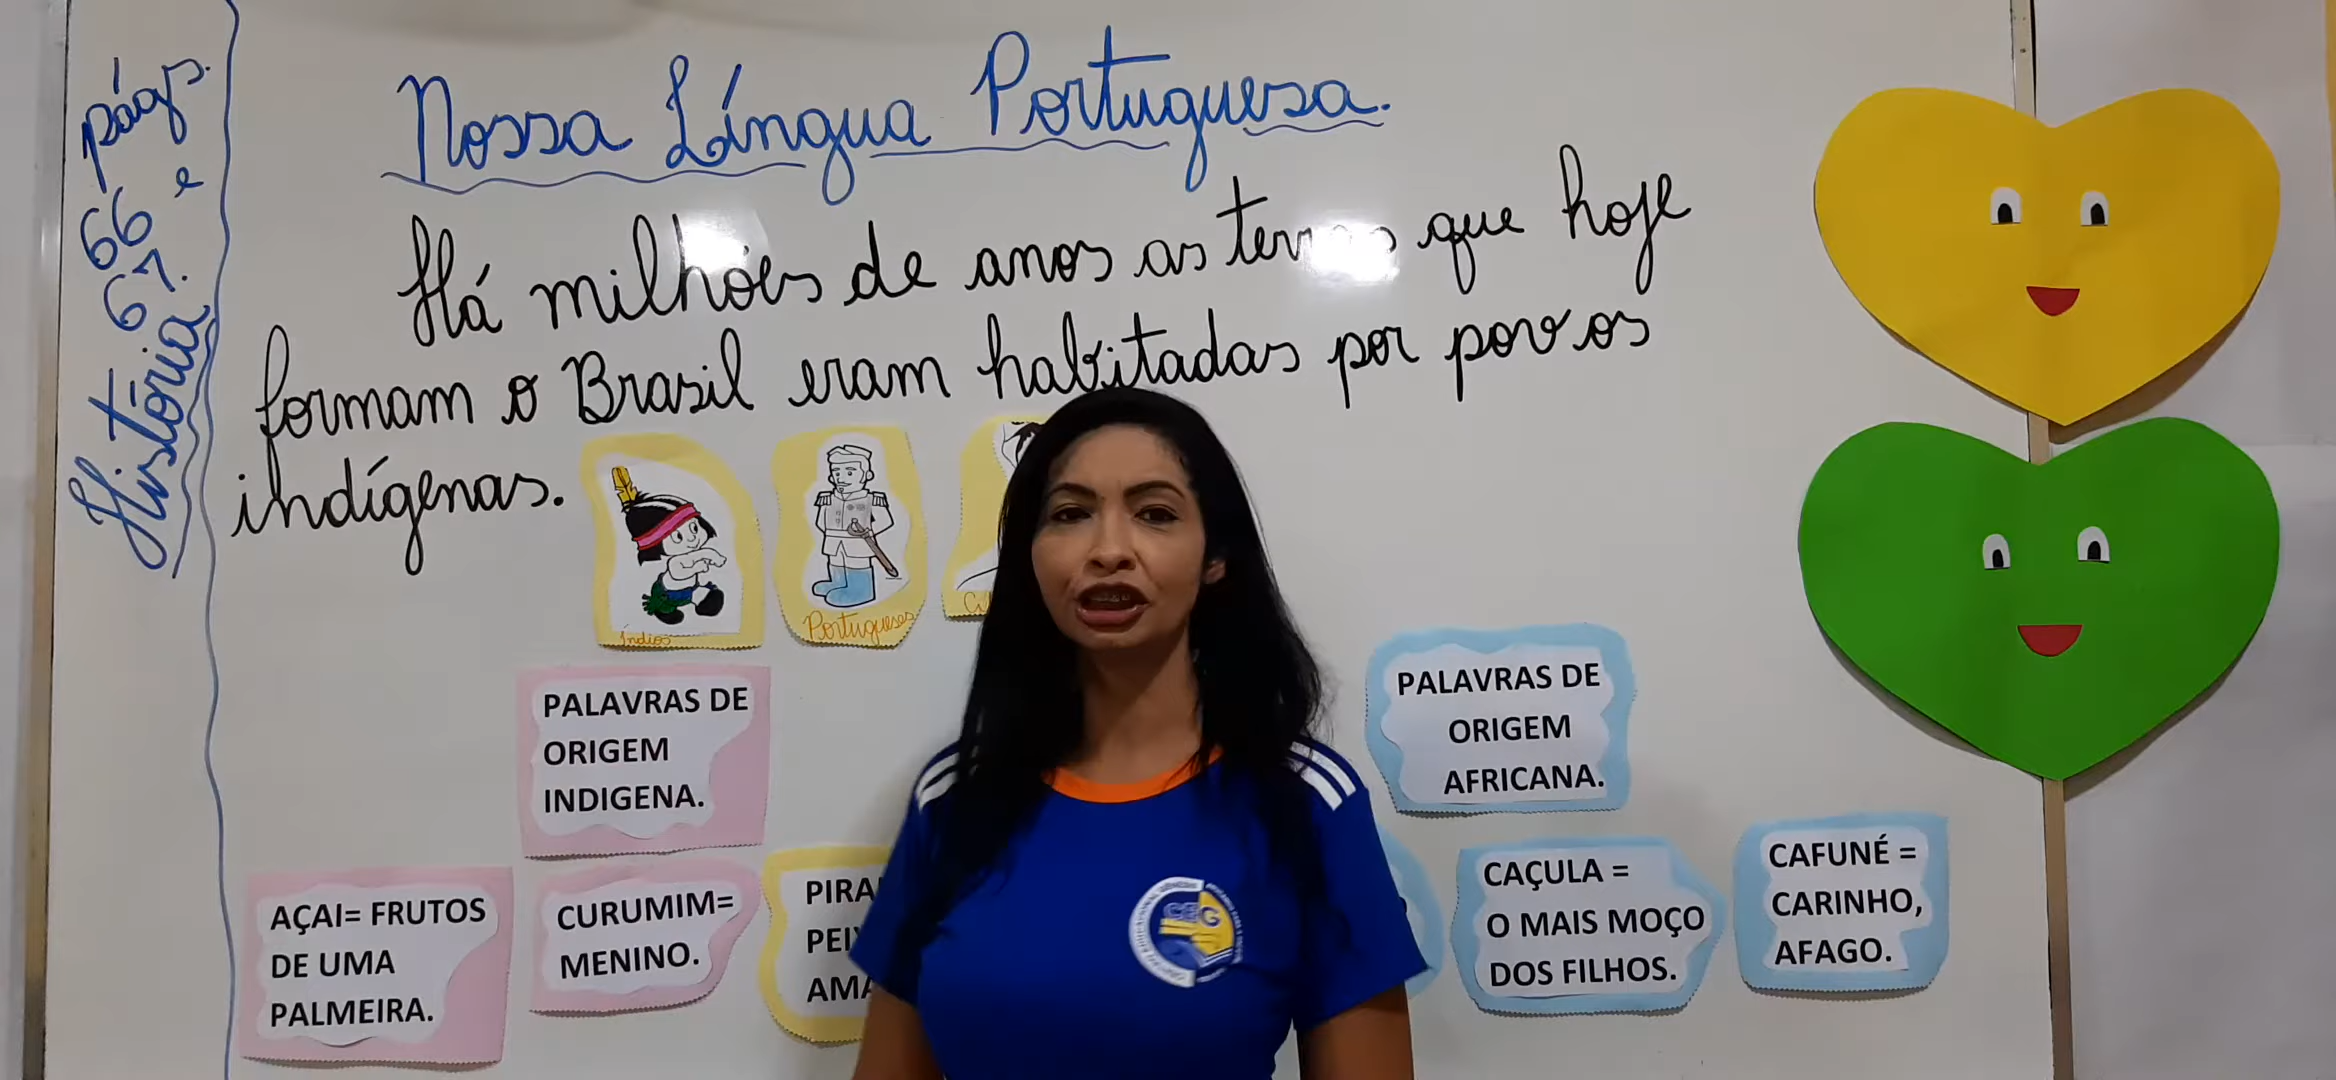 págs.
66 e
67.
História.
Nossa Língua Portuguesa.
Há milhões de anos as terras que hoje
formam o Brasil eram habitadas por povos
indígenas.
Índios
Portugueses
PALAVRAS DE
ORIGEM
INDIGENA.
AÇAI= FRUTOS
DE UMA
PALMEIRA.
CURUMIM=
MENINO.
PALAVRAS DE
ORIGEM
AFRICANA.
CAÇULA =
O MAIS MOÇO
DOS FILHOS.
CAFUNÉ =
CARINHO,
AFAGO.
CEG